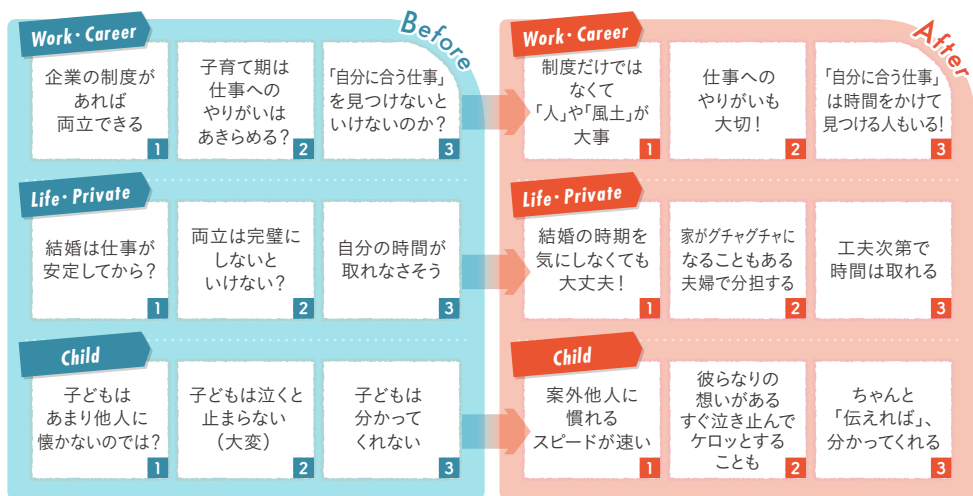 Before
Work・Career
企業の制度が
あれば
両立できる
1
子育て期は
仕事への
やりがいは
あきらめる？
2
「自分に合う仕事」
を見つけないと
いけないのか？
3
Life・Private
結婚は仕事が
安定してから？
1
両立は完璧に
しないと
いけない？
2
自分の時間が
取れなさそう
3
Child
子どもは
あまり他人に
懐かないのでは？
1
子どもは泣くと
止まらない
（大変）
2
子どもは
分かって
くれない
3
After
Work・Career
制度だけでは
なくて
「人」や「風土」が
大事
1
仕事への
やりがいも
大切！
2
「自分に合う仕事」
は時間をかけて
見つける人もいる！
3
Life・Private
結婚の時期を
気にしなくても
大丈夫！
1
家がグチャグチャに
なることもある
夫婦で分担する
2
工夫次第で
時間は取れる
3
Child
案外他人に
慣れる
スピードが速い
1
彼らなりの
想いがある
すぐ泣き止んで
ケロッとする
ことも
2
ちゃんと
「伝えれば」、
分かってくれる
3